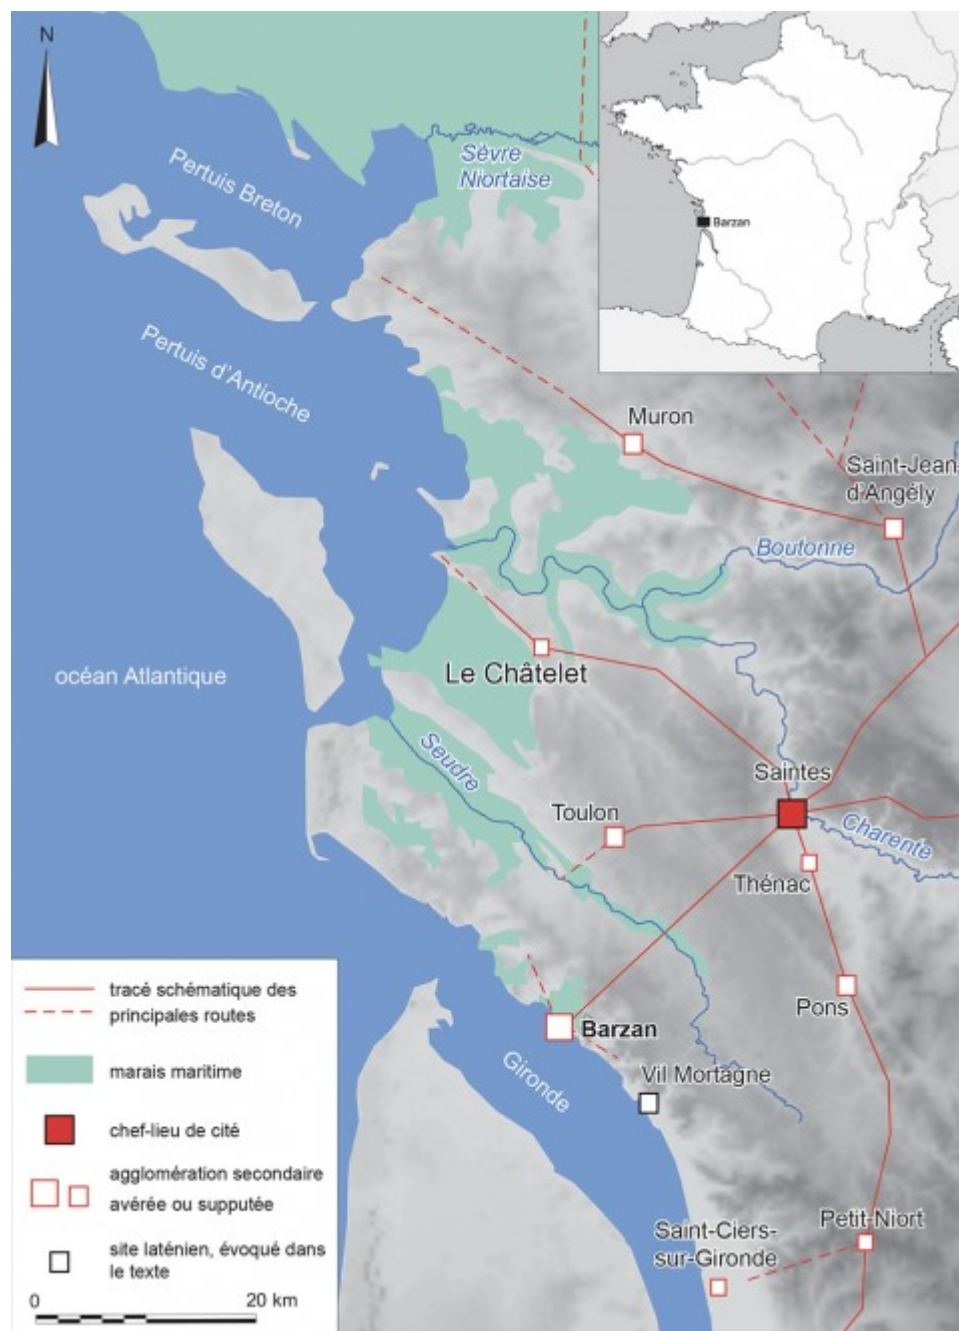 N
Pertuis Breton
Sèvre
Niortaise
Barzan
Pertuis d'Antioche
Muron
Saint-Jean-
d'Angély
Boutonne
océan Atlantique
Le Châtelet
Seudre
Saintes
Toulon
Charente
Thénac
Pons
Barzan
Gironde
Vil Mortagne
Petit-Niort
Saint-Ciers-
sur-Gironde
tracé schématique des
principales routes
marais maritime
chef-lieu de cité
agglomération secondaire
avérée ou supputée
site laténien, évoqué dans
le texte
0 20 km